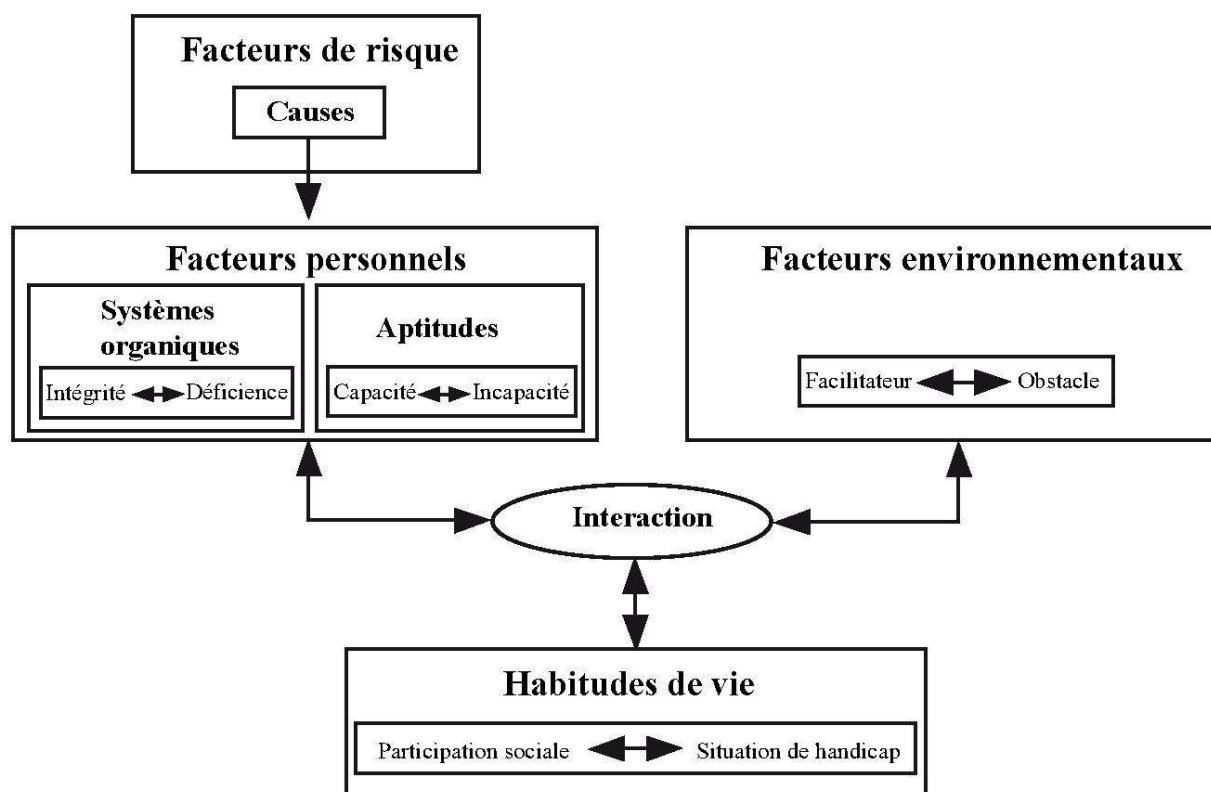 Facteurs de risque
Causes
Facteurs personnels
Systèmes
organiques
Intégrité Déficience
Aptitudes
Capacité Incapacité
Facteurs environnementaux
Facilitateur Obstacle
Interaction
Habitudes de vie
Participation sociale Situation de handicap